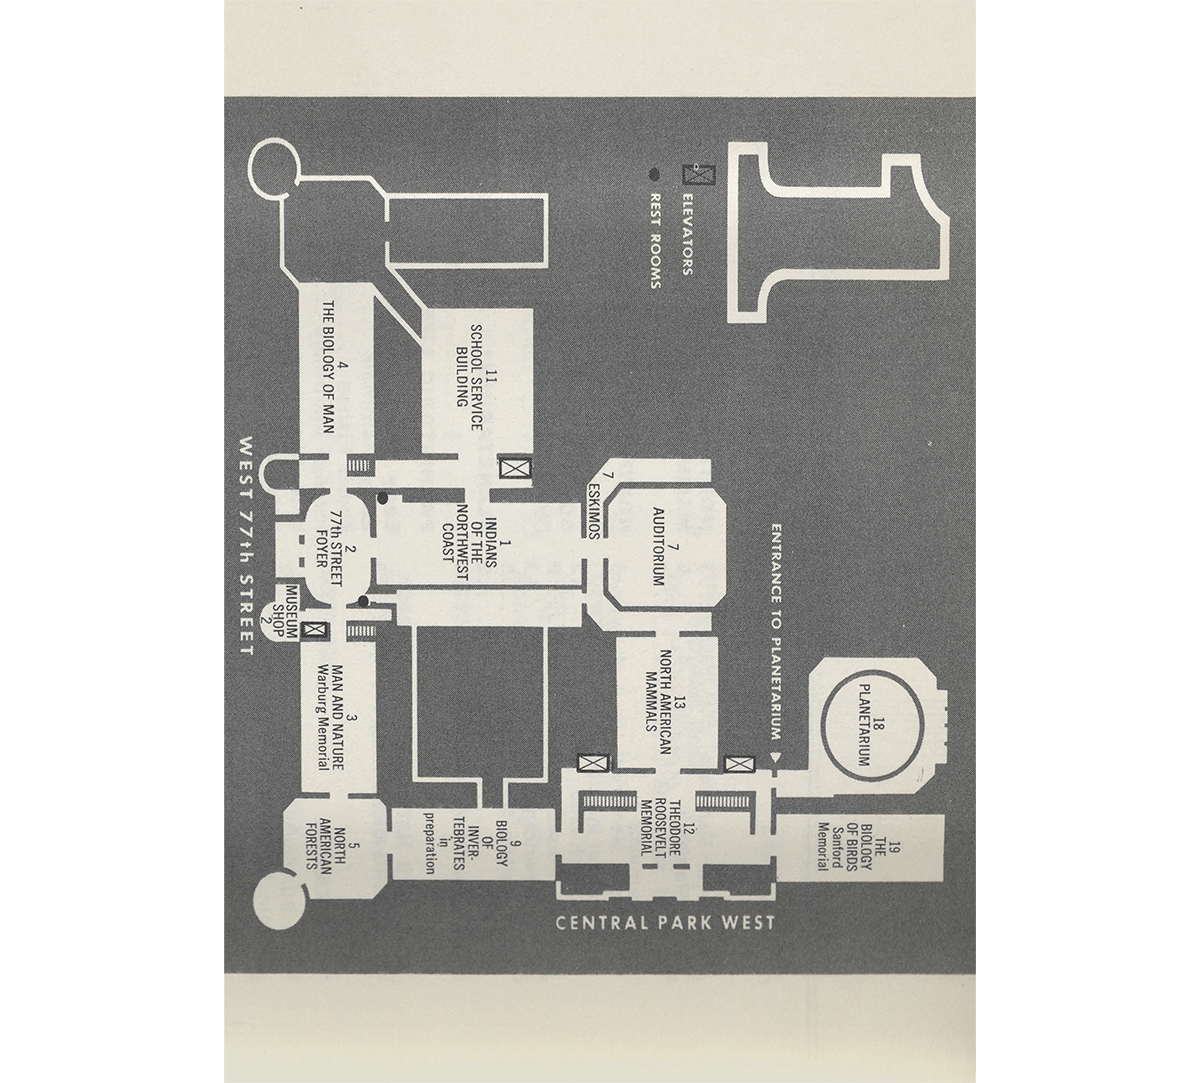 1
ELEVATORS
REST ROOMS
ENTRANCE TO PLANETARIUM
18
PLANETARIUM
19
THE
BIOLOGY
OF BIRDS
Sanford
Memorial
7
AUDITORIUM
7
ESKIMOS
13
NORTH AMERICAN
MAMMALS
12
THEODORE
ROOSEVELT
MEMORIAL
CENTRAL PARK WEST
11
SCHOOL SERVICE
BUILDING
1
INDIANS
OF THE
NORTHWEST
COAST
9
BIOLOGY
OF
INVER-
TEBRATES
in
preparation
4
THE BIOLOGY OF MAN
2
77th STREET
FOYER
MUSEUM
SHOP
2
3
MAN AND NATURE
Warburg Memorial
5
NORTH
AMERICAN
FORESTS
WEST 77th STREET